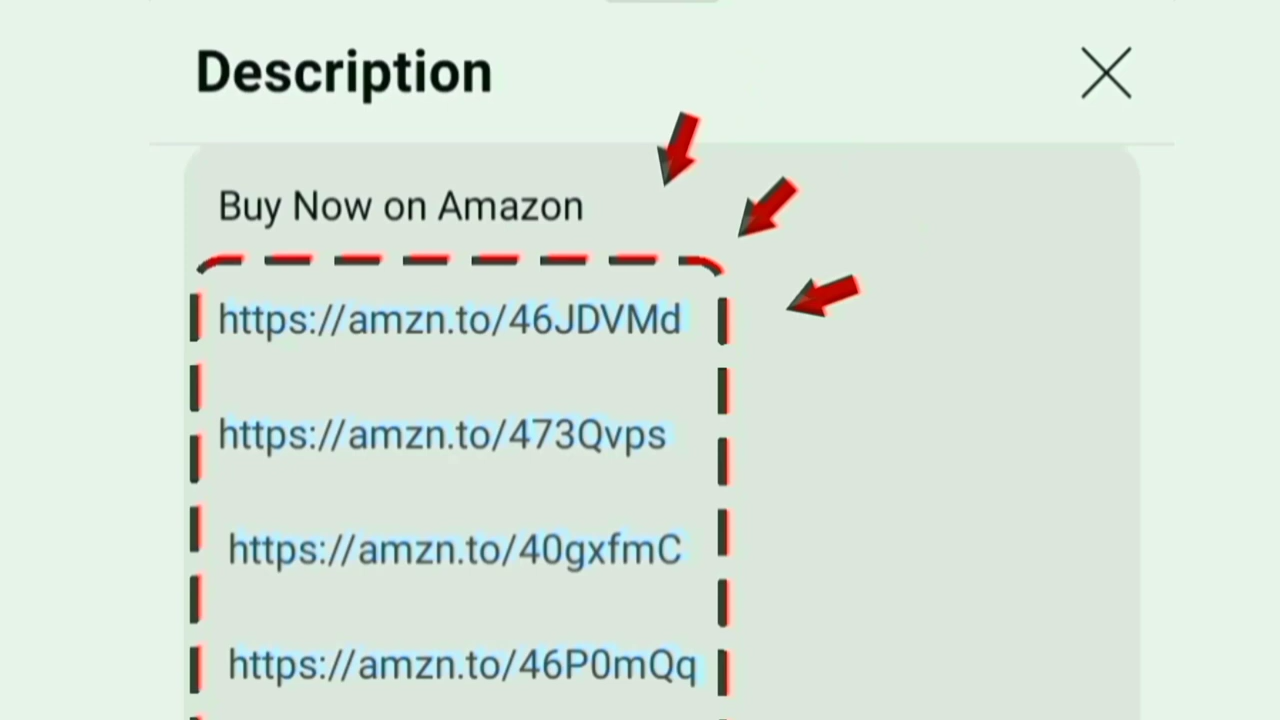 Description
Buy Now on Amazon
https://amzn.to/46JDVMd
https://amzn.to/473Qvps
https://amzn.to/40gxfmC
https://amzn.to/46P0mQq